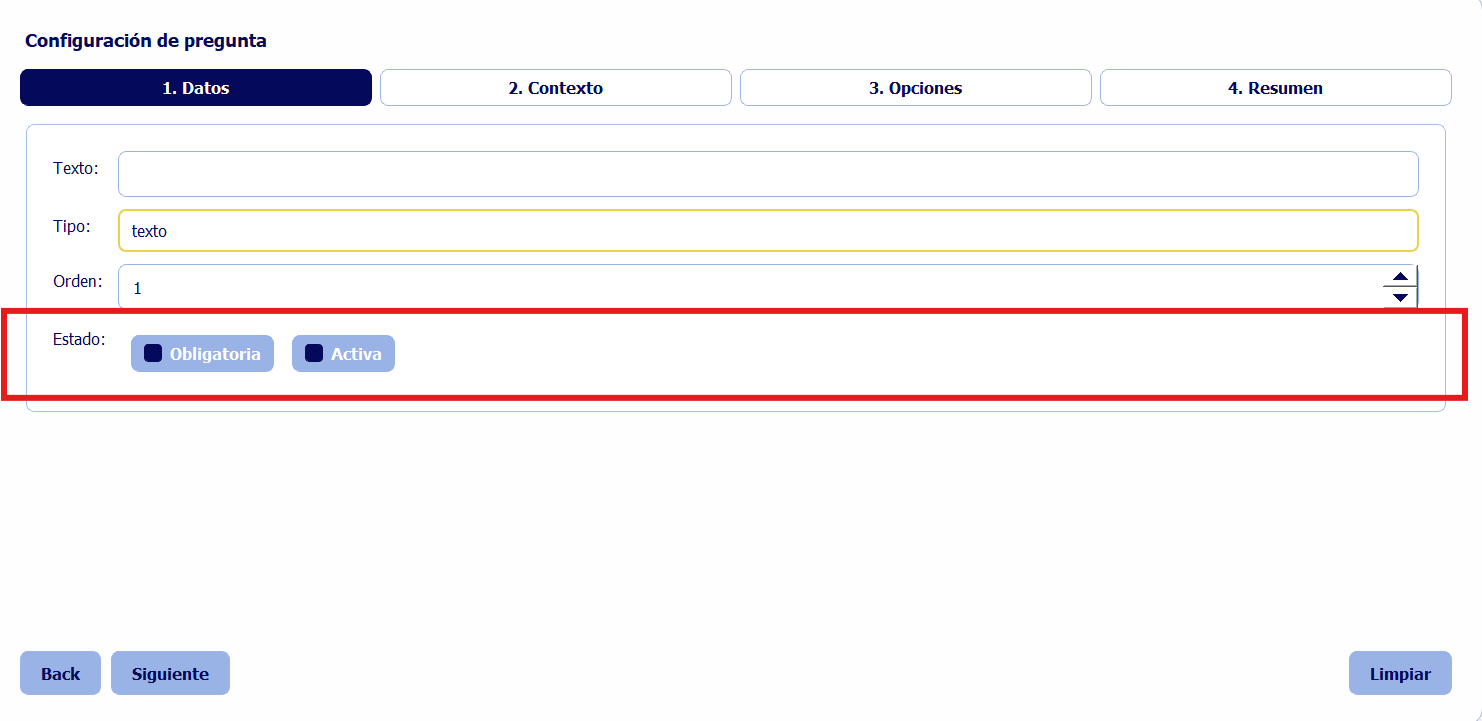 Configuración de pregunta
1. Datos 2. Contexto 3. Opciones 4. Resumen
Texto:
Tipo: texto
Orden: 1
Estado: Obligatoria Activa
Back Siguiente Limpiar